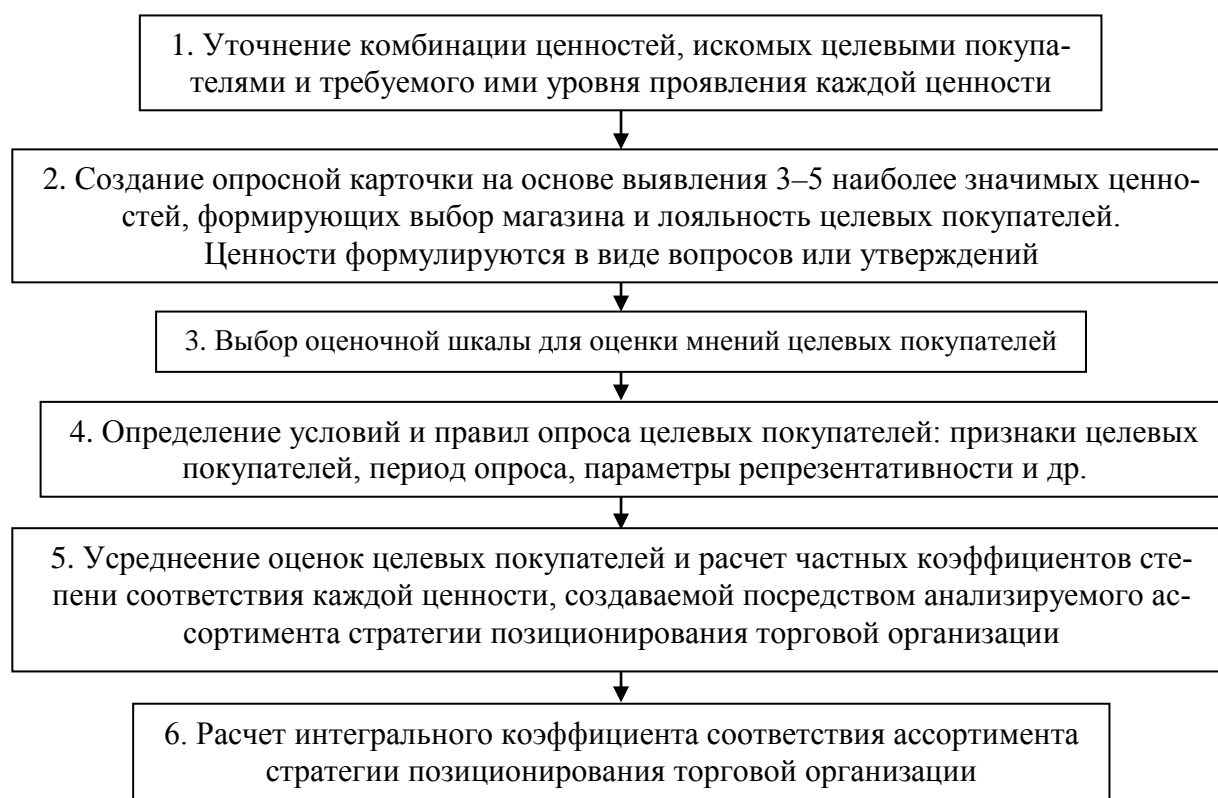 1. Уточнение комбинации ценностей, искомых целевыми покупа-
телями и требуемого ими уровня проявления каждой ценности
2. Создание опросной карточки на основе выявления 3–5 наиболее значимых ценно-
стей, формирующих выбор магазина и лояльность целевых покупателей.
Ценности формулируются в виде вопросов или утверждений
3. Выбор оценочной шкалы для оценки мнений целевых покупателей
4. Определение условий и правил опроса целевых покупателей: признаки целевых
покупателей, период опроса, параметры репрезентативности и др.
5. Усреднеение оценок целевых покупателей и расчет частных коэффициентов сте-
пени соответствия каждой ценности, создаваемой посредством анализируемого ас-
сортимента стратегии позиционирования торговой организации
6. Расчет интегрального коэффициента соответствия ассортимента
стратегии позиционирования торговой организации